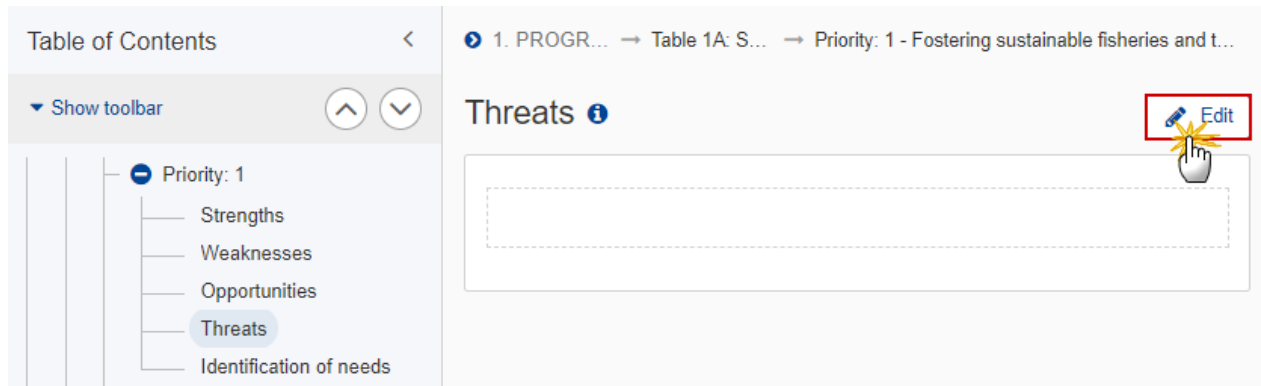 Table of Contents
1. PROGR... → Table 1A: S... → Priority: 1 - Fostering sustainable fisheries and t...
Show toolbar
Threats
Edit
Priority: 1
Strengths
Weaknesses
Opportunities
Threats
Identification of needs